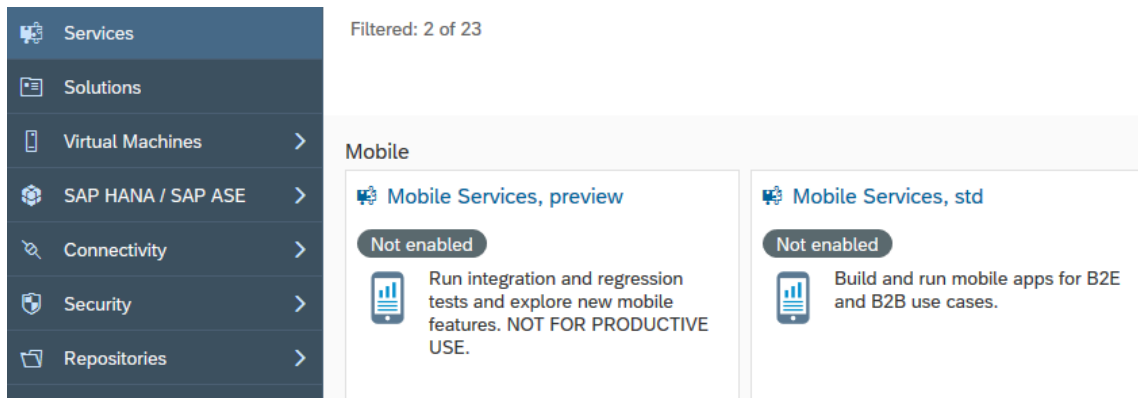 Services
Solutions
Virtual Machines
SAP HANA / SAP ASE
Connectivity
Security
Repositories
Filtered: 2 of 23
Mobile
Mobile Services, preview
Not enabled
Run integration and regression
tests and explore new mobile
features. NOT FOR PRODUCTIVE
USE.
Mobile Services, std
Not enabled
Build and run mobile apps for B2E
and B2B use cases.